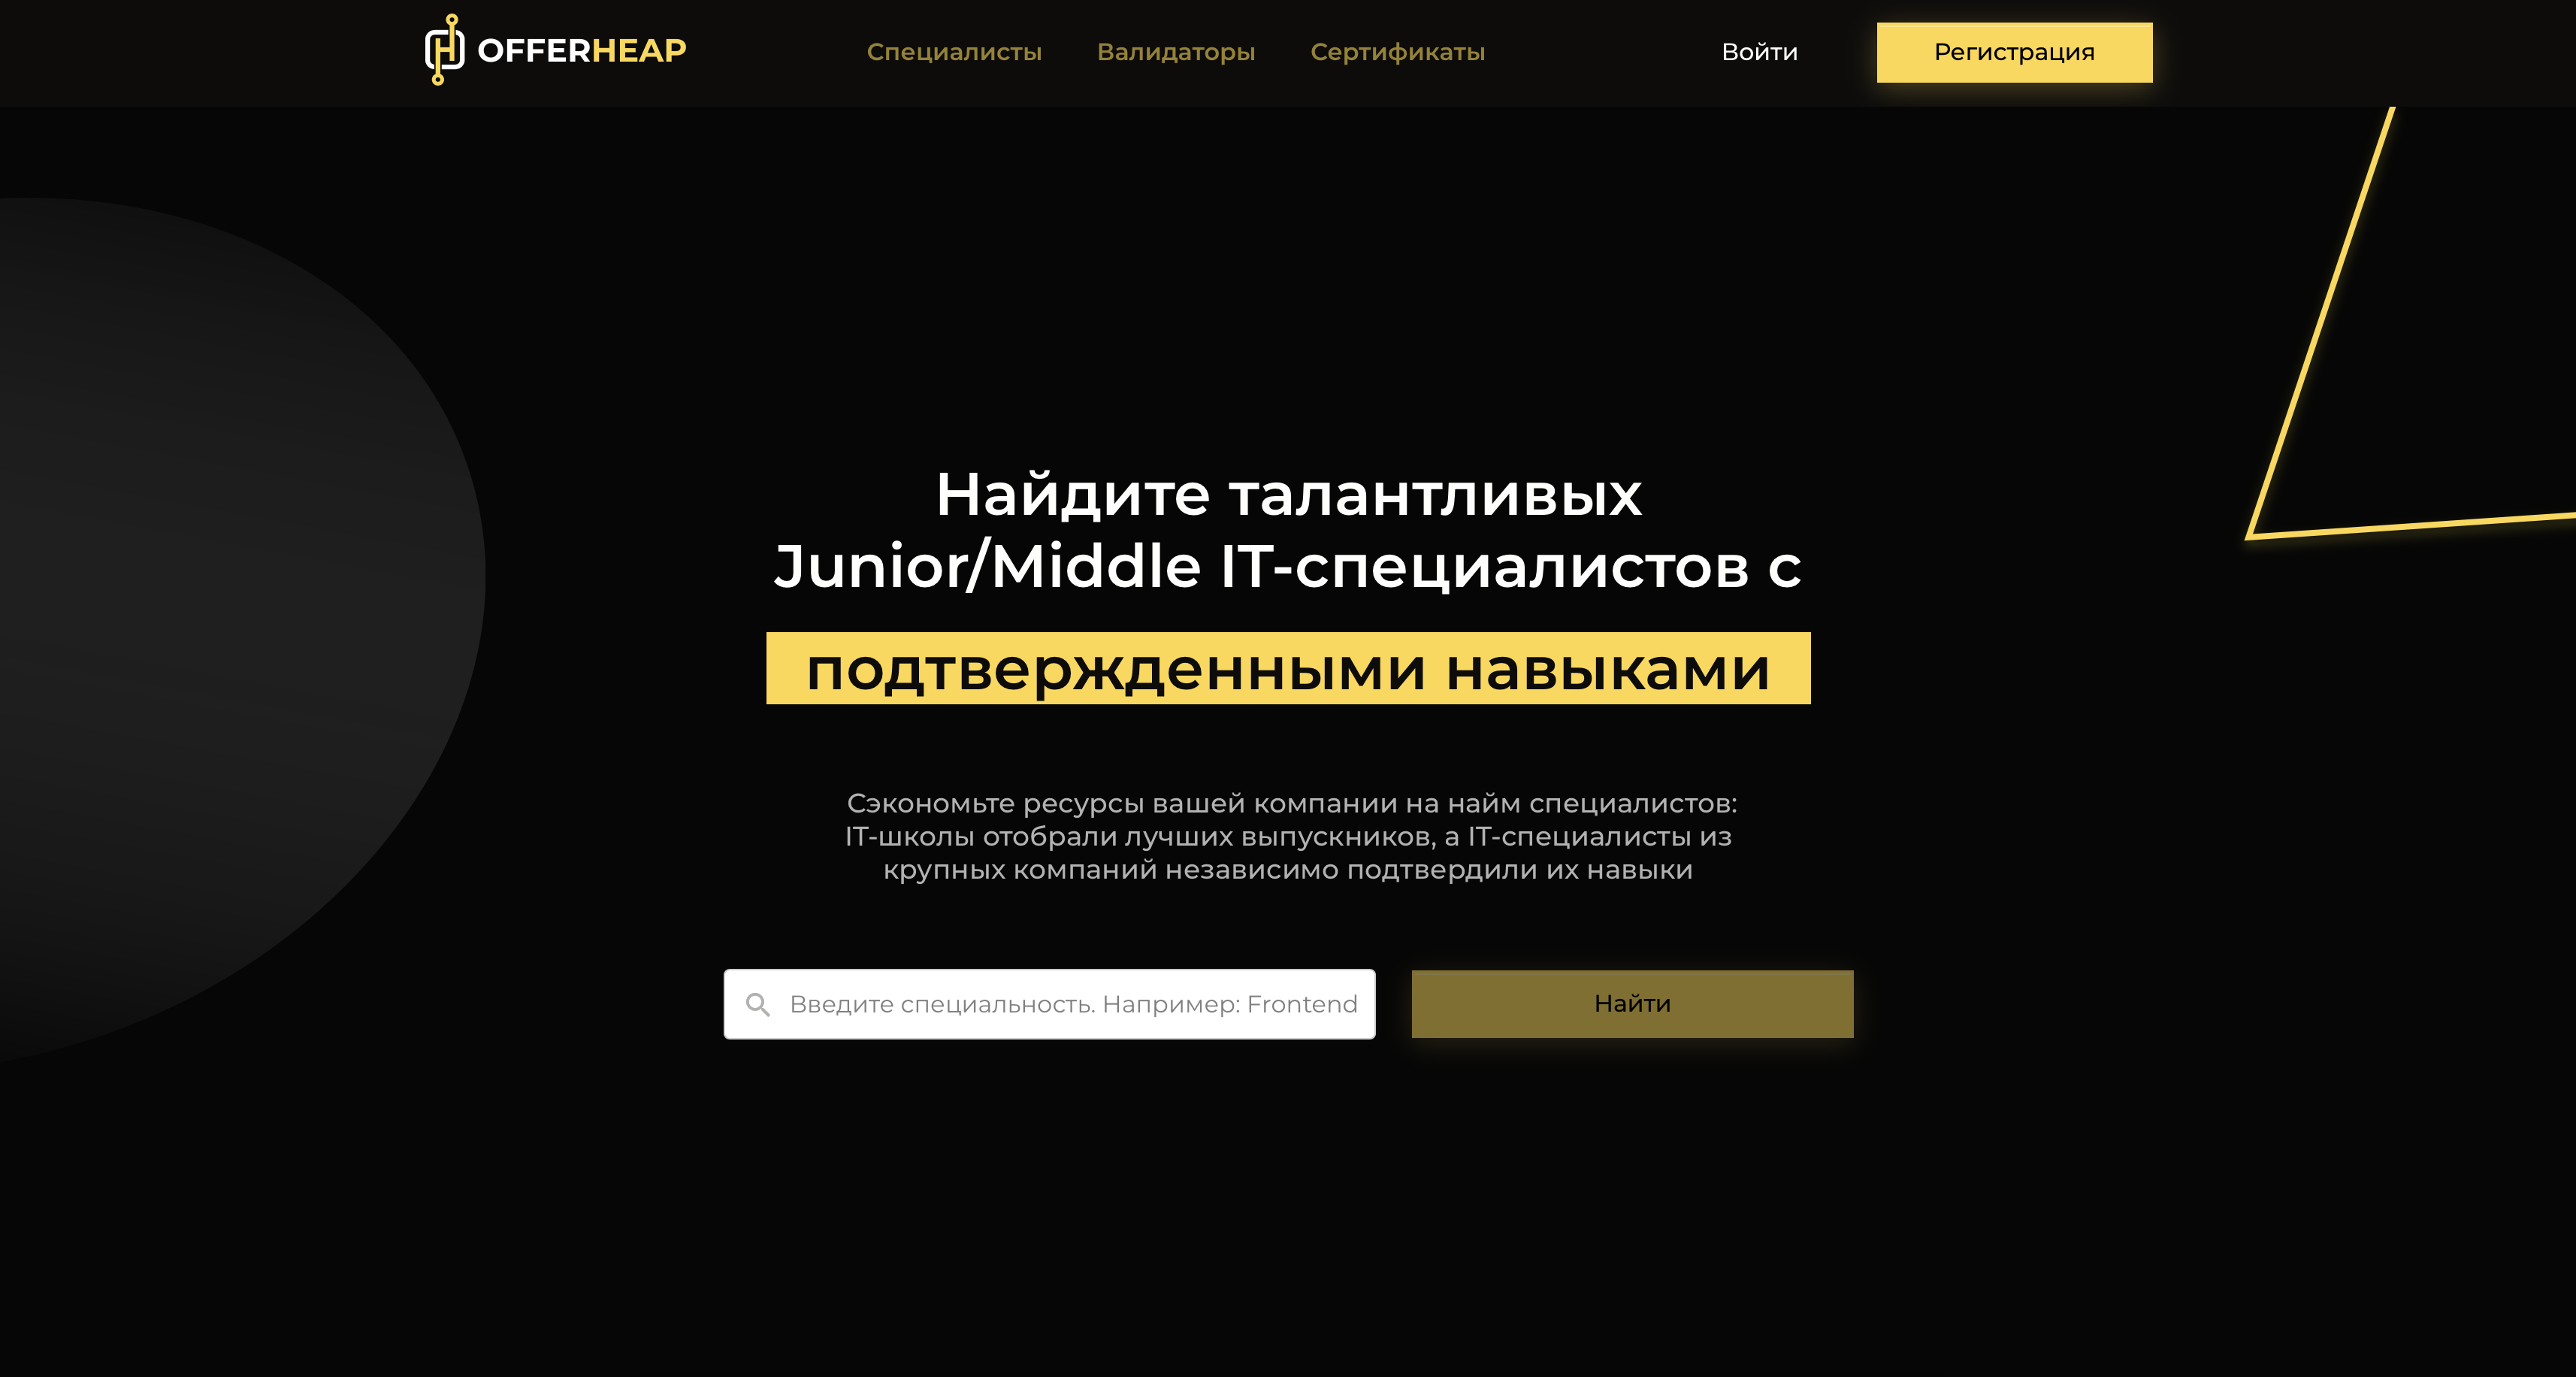 OFFERHEAP
Специалисты
Валидаторы
Сертификаты
Войти
Регистрация
Найдите талантливых
Junior/Middle IT-специалистов с
подтвержденными навыками
Сэкономьте ресурсы вашей компании на найм специалистов:
IT-школы отобрали лучших выпускников, а IT-специалисты из
крупных компаний независимо подтвердили их навыки
Введите специальность. Например: Frontend
Найти